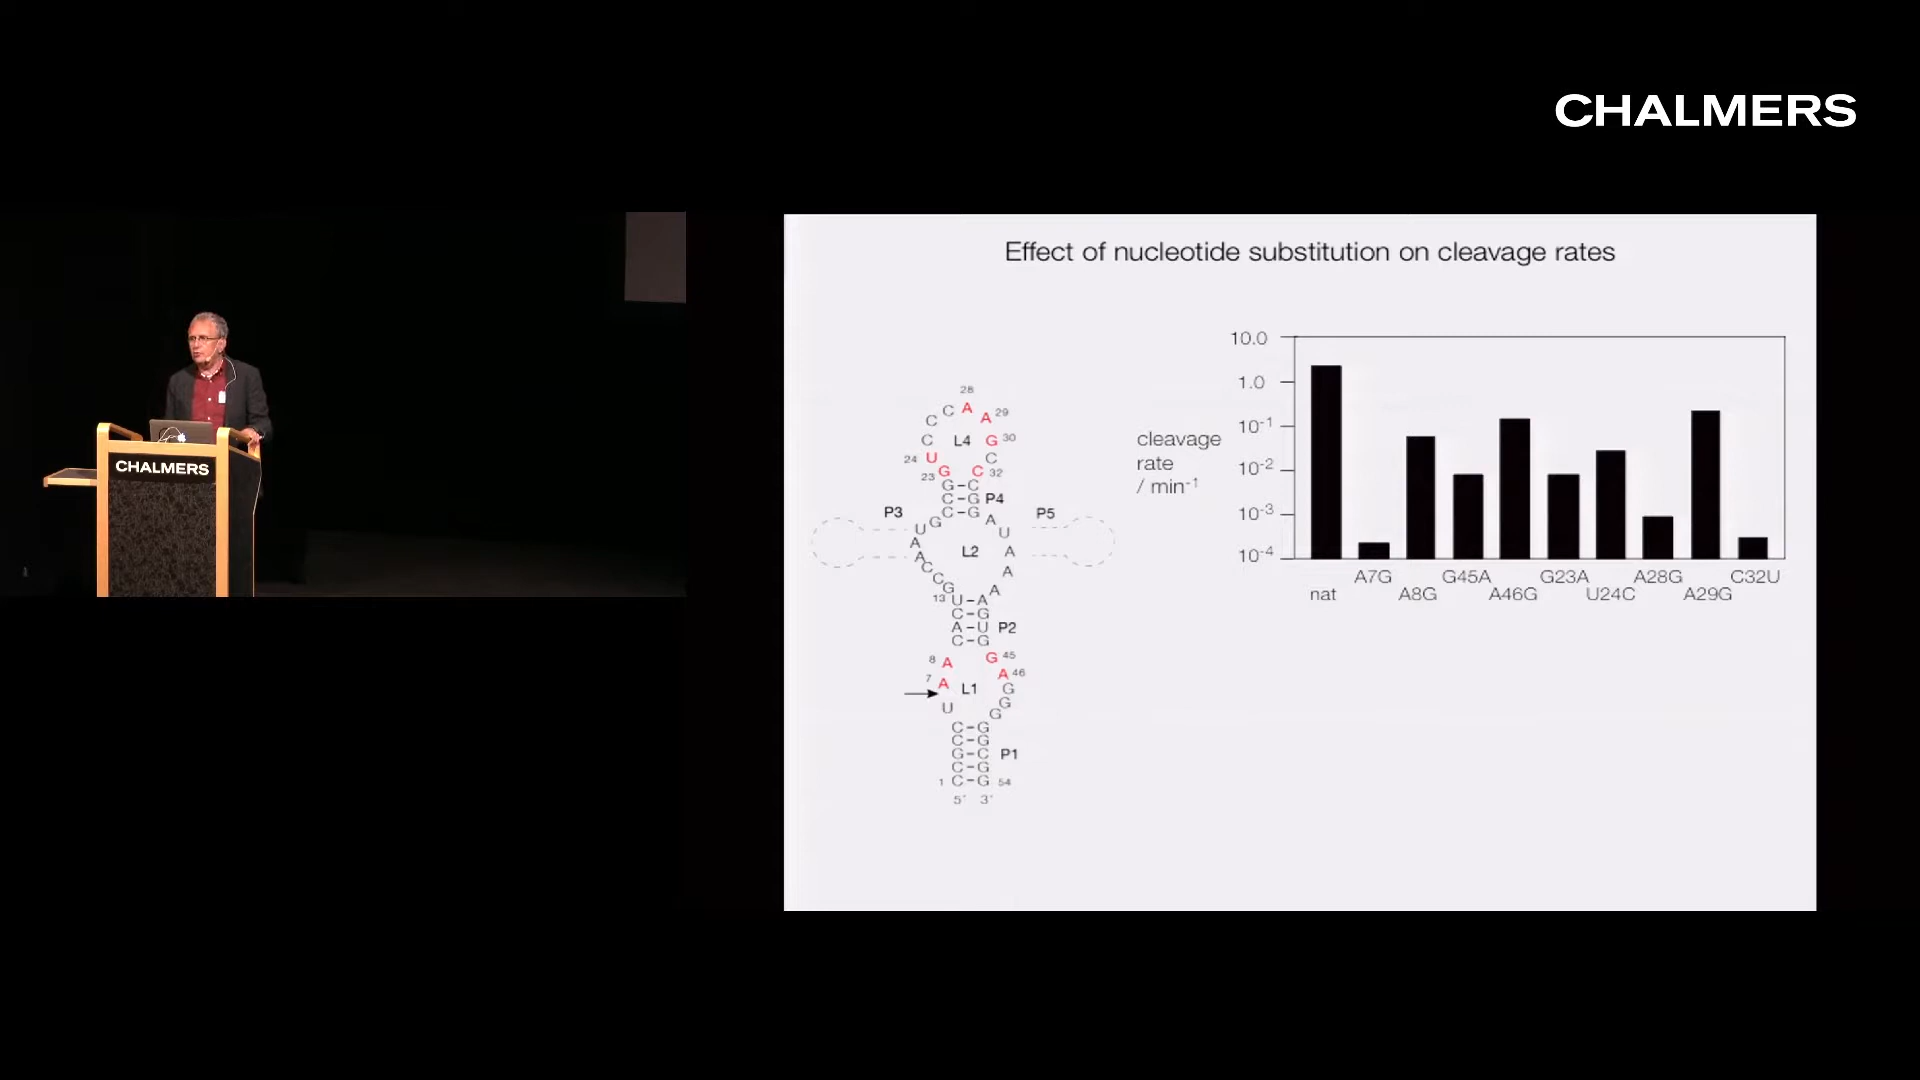 CHALMERS
CHALMERS
Effect of nucleotide substitution on cleavage rates
28
C A A 29
C
C L4 G 30
24 U C
23 G C 32
G-C
C-G P4
C-G
P3 U G A U P5
A L2 A
A A
C
C
G A
13 U-A
C-G
A-U P2
C-G
8 A G 45
7 A A 46
L1 G
U G
G
C-G
C-G
G-C P1
C-G
1 C-G 54
5' 3'
cleavage
rate
/ min-1
10.0
1.0
10-1
10-2
10-3
10-4
A7G G45A G23A A28G C32U
nat A8G A46G U24C A29G